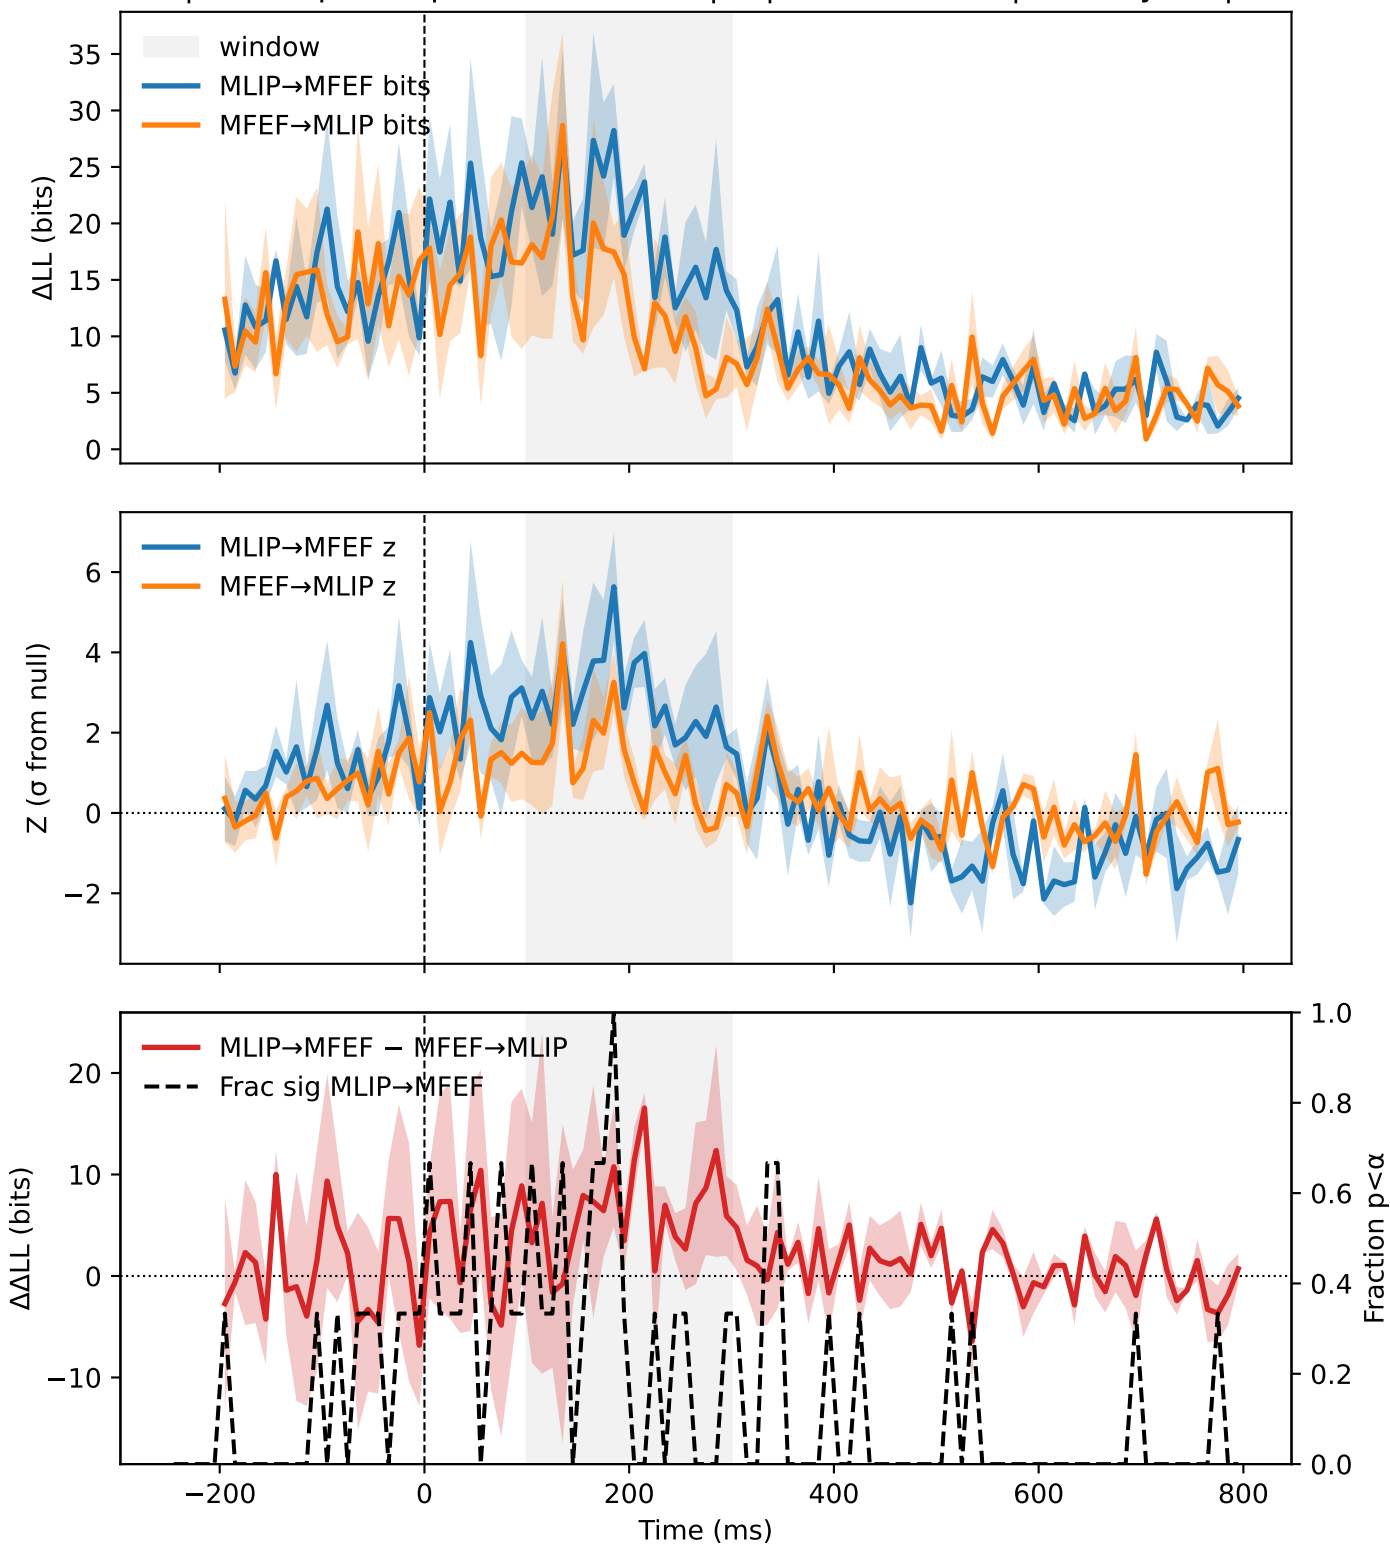 window
MLIP→MFEF bits
MFEF→MLIP bits
ΔLL (bits)
35
30
25
20
15
10
5
0
MLIP→MFEF z
MFEF→MLIP z
Z (σ from null)
6
4
2
0
−2
MLIP→MFEF − MFEF→MLIP
Frac sig MLIP→MFEF
ΔΔLL (bits)
20
10
0
−10
1.0
0.8
0.6
0.4
0.2
0.0
Fraction p<α
−200 0 200 400 600 800
Time (ms)